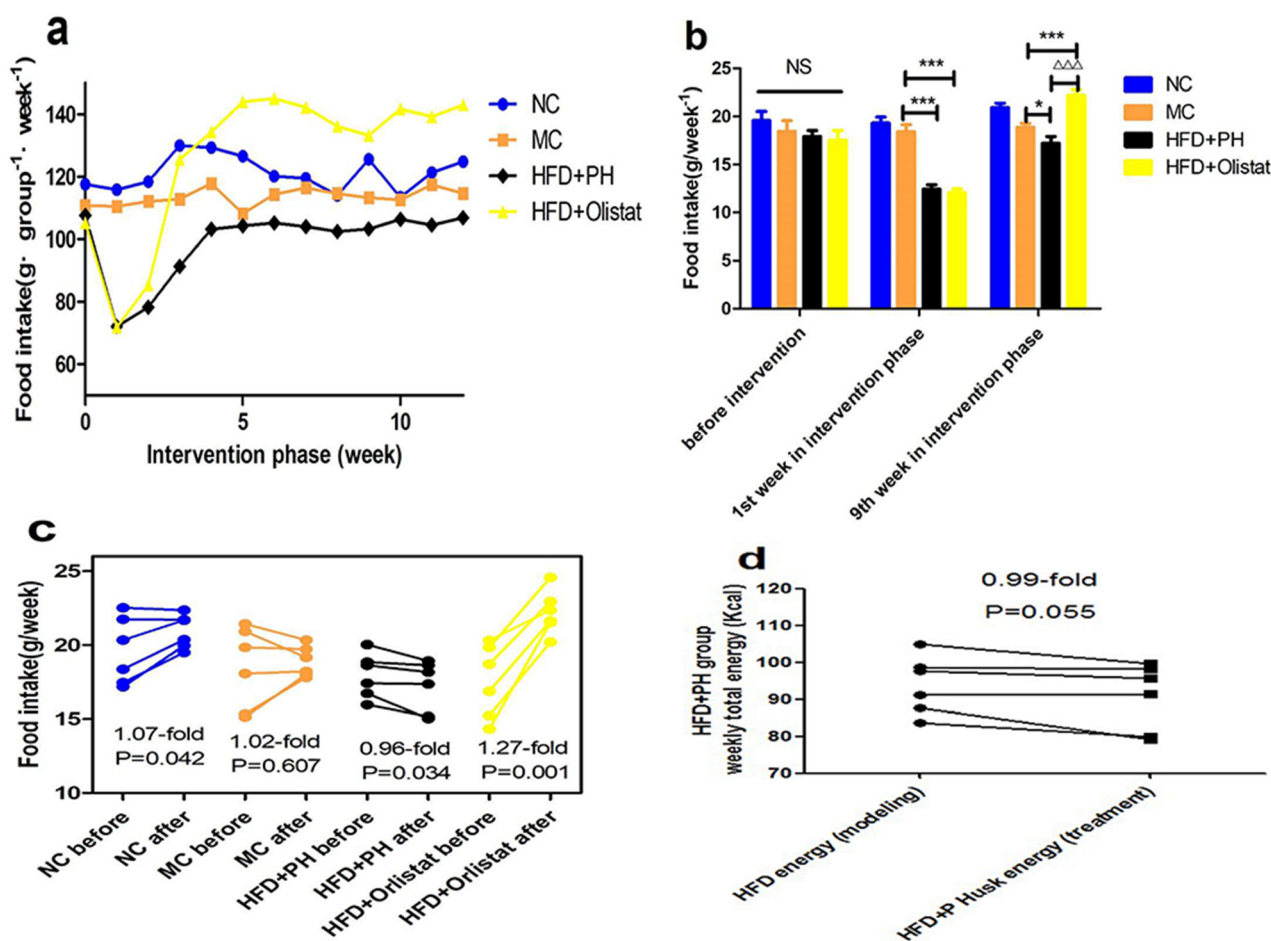 a
Food intake(g· group⁻¹· week⁻¹)
140
120
100
80
60
0
5
10
Intervention phase (week)
NC
MC
HFD+PH
HFD+Olistat
b
Food intake(g/week⁻¹)
25
20
15
10
5
0
NS
***
***
***
△△△
*
NC
MC
HFD+PH
HFD+Olistat
before intervention
1st week in intervention phase
9th week in intervention phase
c
Food intake(g/week)
25
20
15
10
1.07-fold
P=0.042
1.02-fold
P=0.607
0.96-fold
P=0.034
1.27-fold
P=0.001
NC before
NC after
MC before
MC after
HFD+PH before
HFD+PH after
HFD+Orlistat before
HFD+Orlistat after
d
HFD+PH group
weekly total energy (Kcal)
120
110
100
90
80
70
0.99-fold
P=0.055
HFD energy (modeling)
HFD+P Husk energy (treatment)